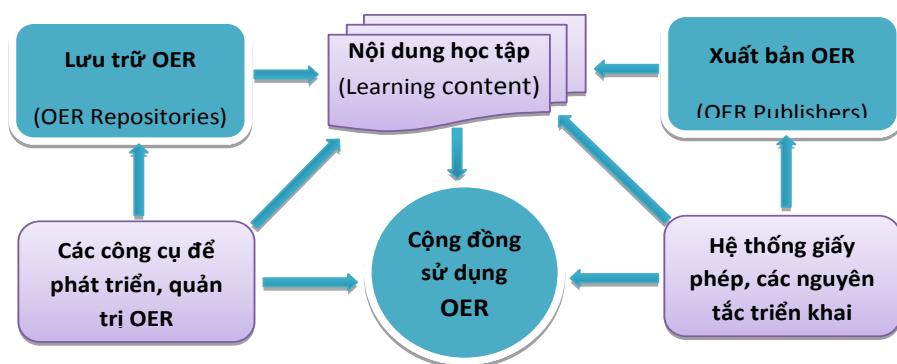 Lưu trữ OER
(OER Repositories)
Nội dung học tập
(Learning content)
Xuất bản OER
(OER Publishers)
Các công cụ để
phát triển, quản
trị OER
Cộng đồng
sử dụng
OER
Hệ thống giấy
phép, các nguyên
tắc triển khai